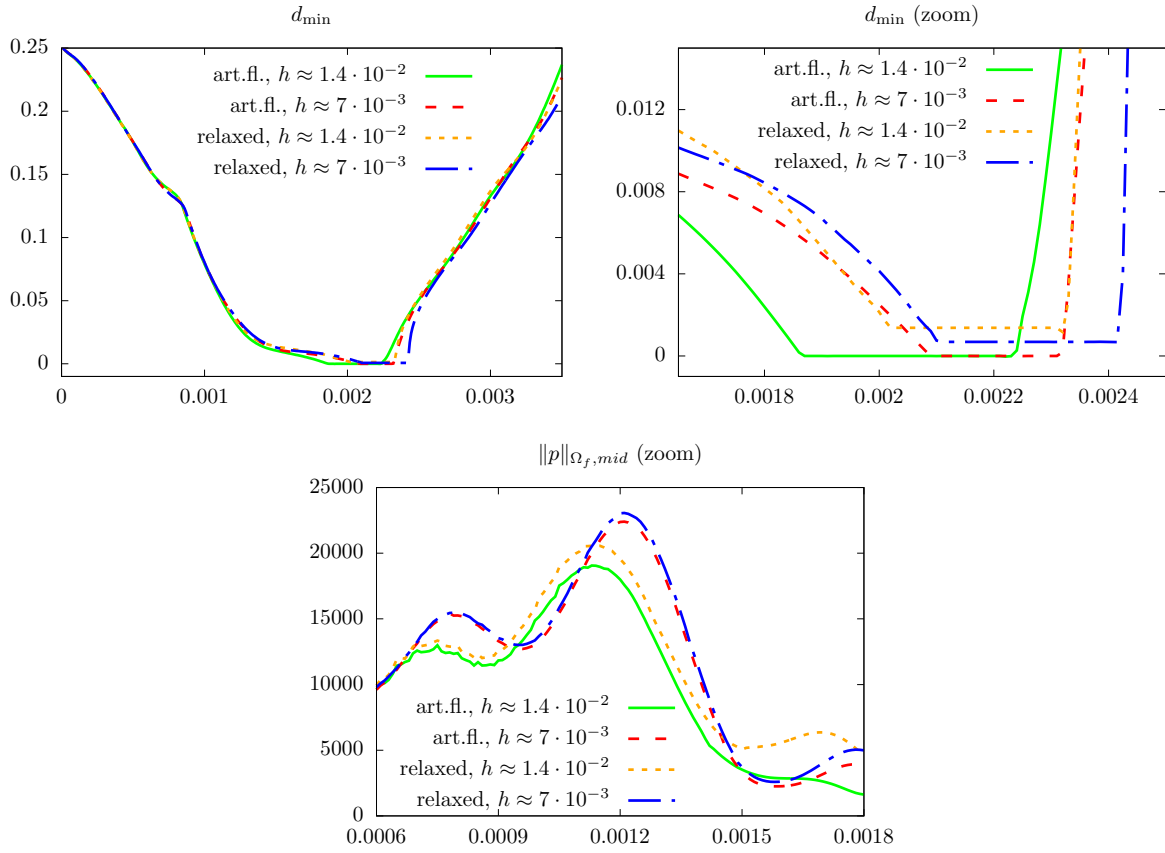 d_min
0.25
0.2
0.15
0.1
0.05
0
0 0.001 0.002 0.003
art.fl., h ≈ 1.4 · 10⁻²
art.fl., h ≈ 7 · 10⁻³
relaxed, h ≈ 1.4 · 10⁻²
relaxed, h ≈ 7 · 10⁻³
d_min (zoom)
0.012
0.008
0.004
0
0.0018 0.002 0.0022 0.0024
art.fl., h ≈ 1.4 · 10⁻²
art.fl., h ≈ 7 · 10⁻³
relaxed, h ≈ 1.4 · 10⁻²
relaxed, h ≈ 7 · 10⁻³
‖p‖_{Ω_f,mid} (zoom)
25000
20000
15000
10000
5000
0
0.0006 0.0009 0.0012 0.0015 0.0018
art.fl., h ≈ 1.4 · 10⁻²
art.fl., h ≈ 7 · 10⁻³
relaxed, h ≈ 1.4 · 10⁻²
relaxed, h ≈ 7 · 10⁻³